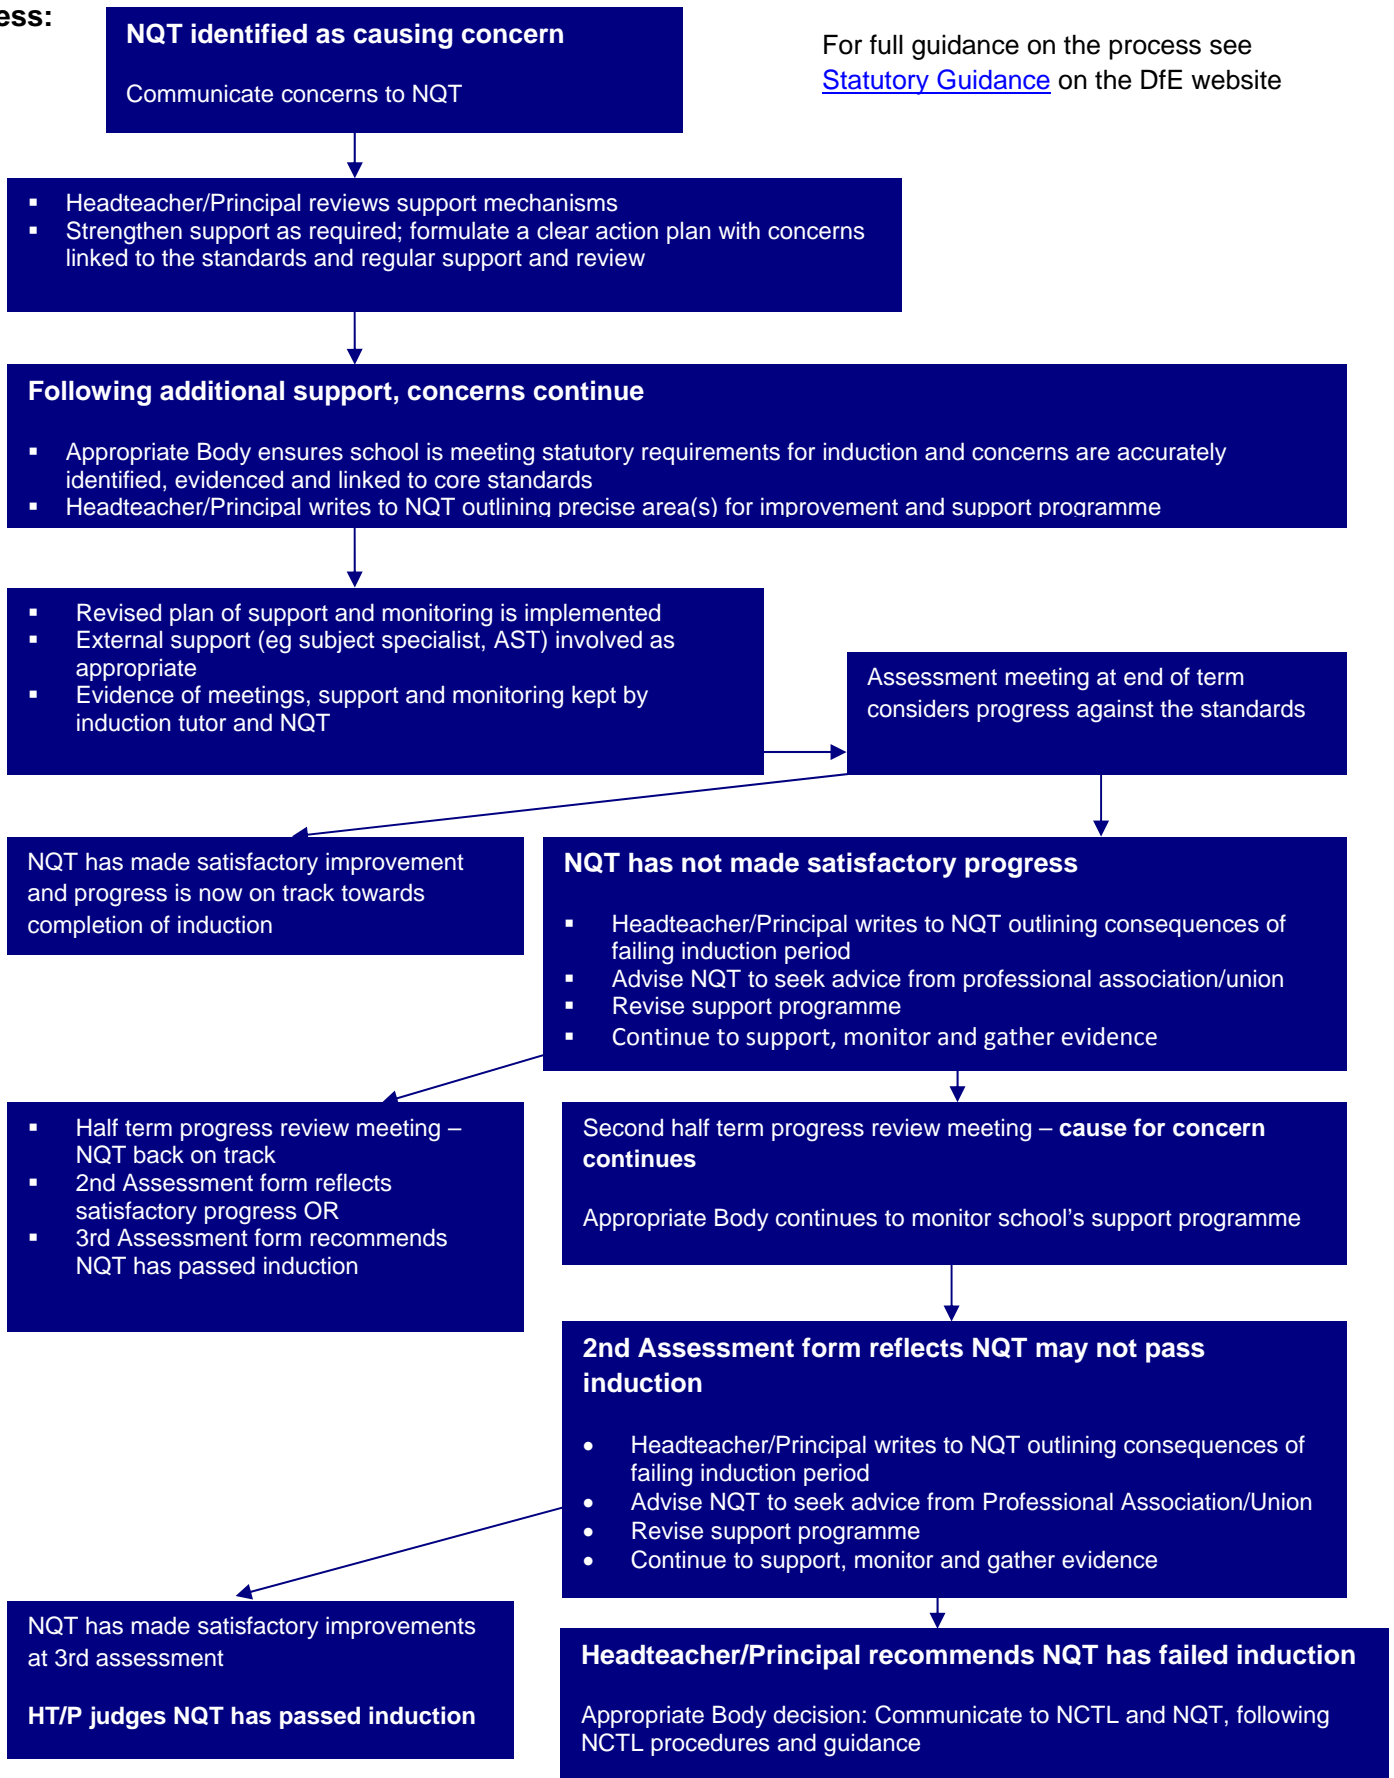 ess:
NQT identified as causing concern
Communicate concerns to NQT
For full guidance on the process see
Statutory Guidance on the DfE website
▪ Headteacher/Principal reviews support mechanisms
▪ Strengthen support as required; formulate a clear action plan with concerns
linked to the standards and regular support and review
Following additional support, concerns continue
▪ Appropriate Body ensures school is meeting statutory requirements for induction and concerns are accurately
identified, evidenced and linked to core standards
▪ Headteacher/Principal writes to NQT outlining precise area(s) for improvement and support programme
▪ Revised plan of support and monitoring is implemented
▪ External support (eg subject specialist, AST) involved as
appropriate
▪ Evidence of meetings, support and monitoring kept by
induction tutor and NQT
Assessment meeting at end of term
considers progress against the standards
NQT has made satisfactory improvement
and progress is now on track towards
completion of induction
NQT has not made satisfactory progress
▪ Headteacher/Principal writes to NQT outlining consequences of
failing induction period
▪ Advise NQT to seek advice from professional association/union
▪ Revise support programme
▪ Continue to support, monitor and gather evidence
▪ Half term progress review meeting –
NQT back on track
▪ 2nd Assessment form reflects
satisfactory progress OR
▪ 3rd Assessment form recommends
NQT has passed induction
Second half term progress review meeting – cause for concern
continues
Appropriate Body continues to monitor school's support programme
2nd Assessment form reflects NQT may not pass
induction
• Headteacher/Principal writes to NQT outlining consequences of
failing induction period
• Advise NQT to seek advice from Professional Association/Union
• Revise support programme
• Continue to support, monitor and gather evidence
NQT has made satisfactory improvements
at 3rd assessment
HT/P judges NQT has passed induction
Headteacher/Principal recommends NQT has failed induction
Appropriate Body decision: Communicate to NCTL and NQT, following
NCTL procedures and guidance